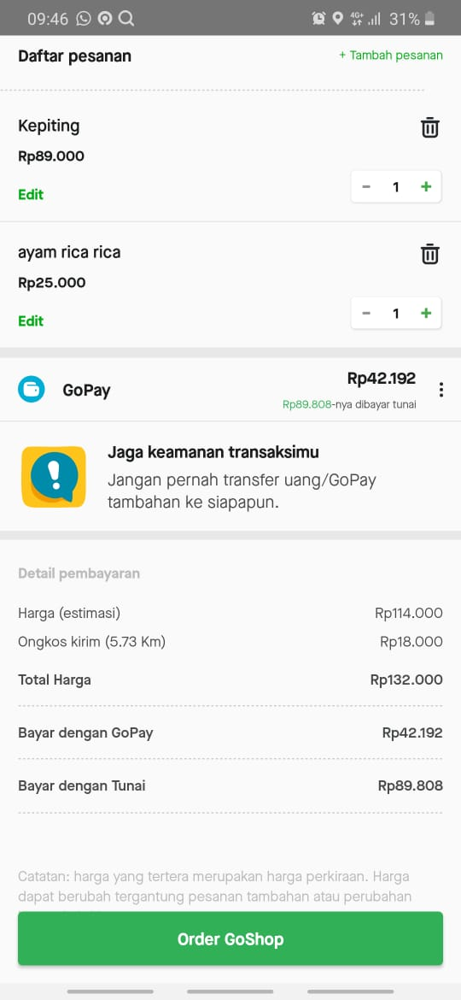 09:46 4G+ 31%
Daftar pesanan + Tambah pesanan
Kepiting
Rp89.000
Edit - 1 +
ayam rica rica
Rp25.000
Edit - 1 +
GoPay Rp42.192
Rp89.808-nya dibayar tunai
Jaga keamanan transaksimu
Jangan pernah transfer uang/GoPay
tambahan ke siapapun.
Detail pembayaran
Harga (estimasi) Rp114.000
Ongkos kirim (5.73 Km) Rp18.000
Total Harga Rp132.000
Bayar dengan GoPay Rp42.192
Bayar dengan Tunai Rp89.808
Catatan: harga yang tertera merupakan harga perkiraan. Harga
dapat berubah tergantung pesanan tambahan atau perubahan
Order GoShop